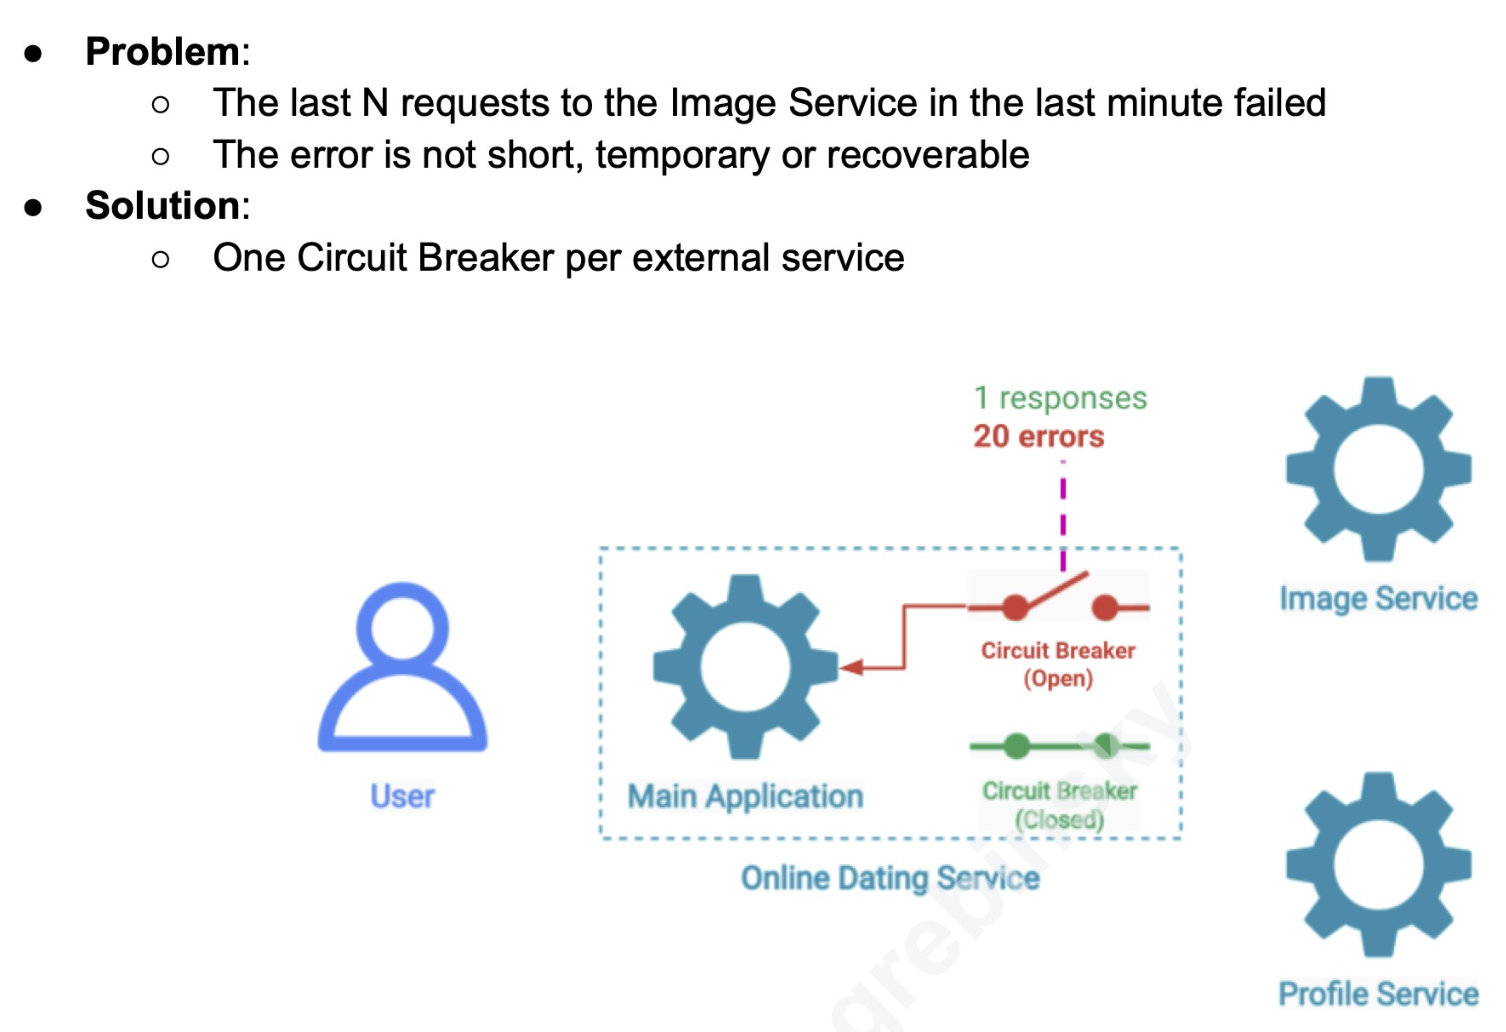 ● Problem:
○ The last N requests to the Image Service in the last minute failed
○ The error is not short, temporary or recoverable
● Solution:
○ One Circuit Breaker per external service
1 responses
20 errors
Image Service
Circuit Breaker
(Open)
User
Main Application
Circuit Breaker
(Closed)
Online Dating Service
Profile Service
grebinsky